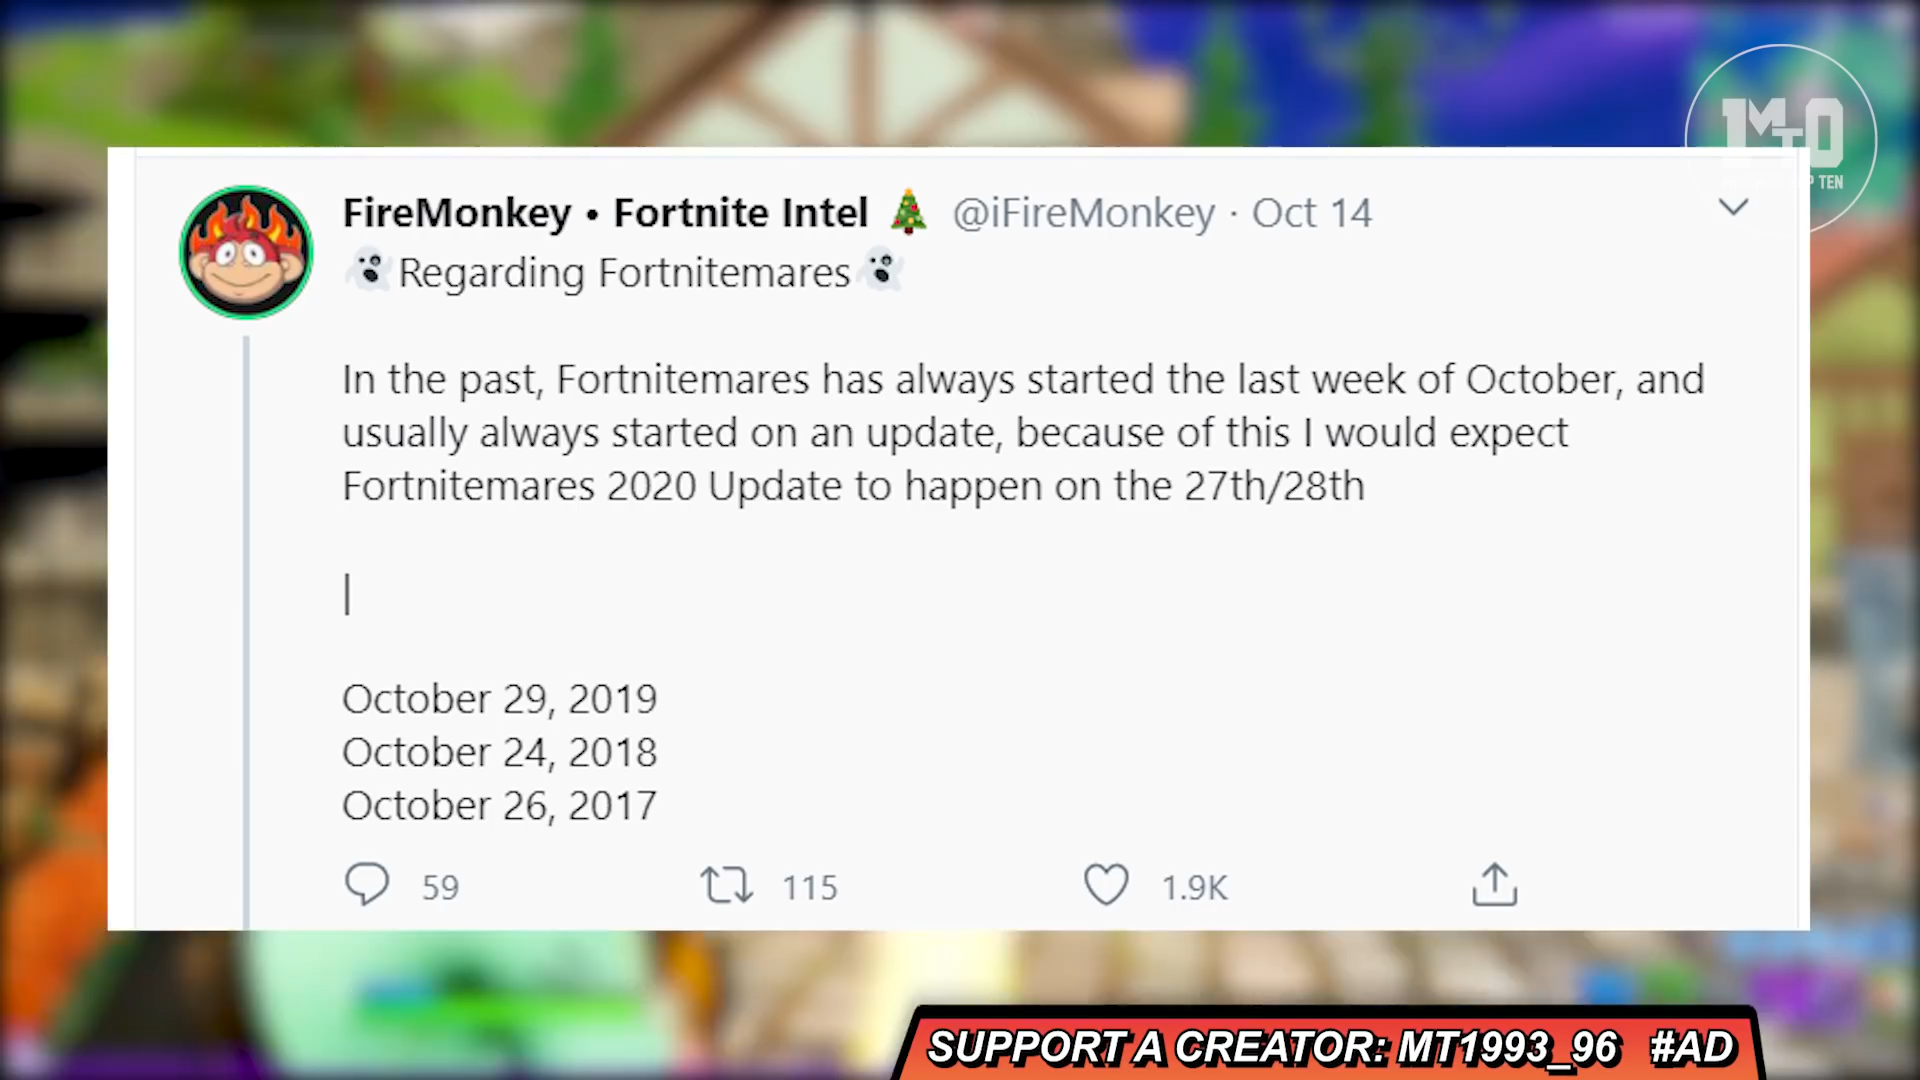 1MTO
P TEN
FireMonkey • Fortnite Intel 🎄 @iFireMonkey · Oct 14
👻Regarding Fortnitemares👻
In the past, Fortnitemares has always started the last week of October, and
usually always started on an update, because of this I would expect
Fortnitemares 2020 Update to happen on the 27th/28th
|
October 29, 2019
October 24, 2018
October 26, 2017
59 115 1.9K
SUPPORT A CREATOR: MT1993_96 #AD